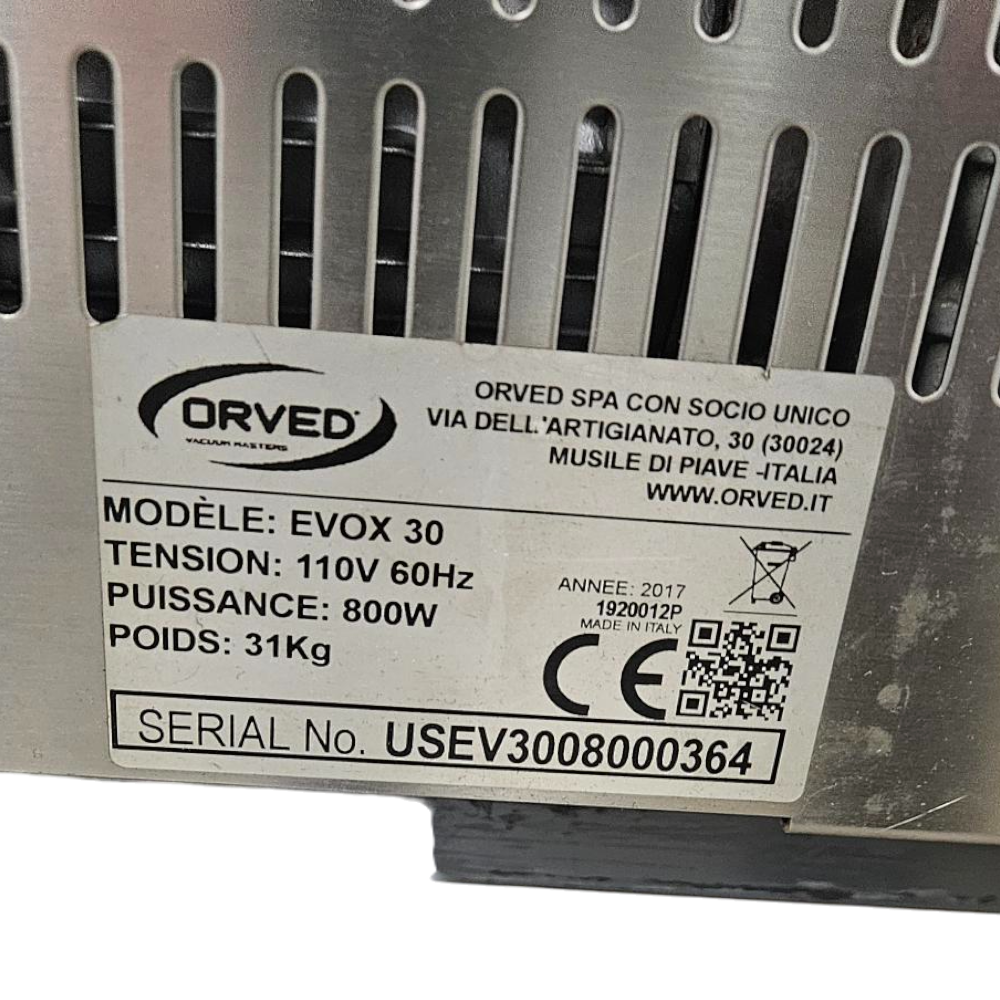 ORVED
VACUUM MASTERS
ORVED SPA CON SOCIO UNICO
VIA DELL'ARTIGIANATO, 30 (30024)
MUSILE DI PIAVE -ITALIA
WWW.ORVED.IT
MODÈLE: EVOX 30
TENSION: 110V 60Hz
PUISSANCE: 800W
POIDS: 31Kg
ANNEE: 2017
1920012P
MADE IN ITALY
CE
SERIAL No. USEV3008000364